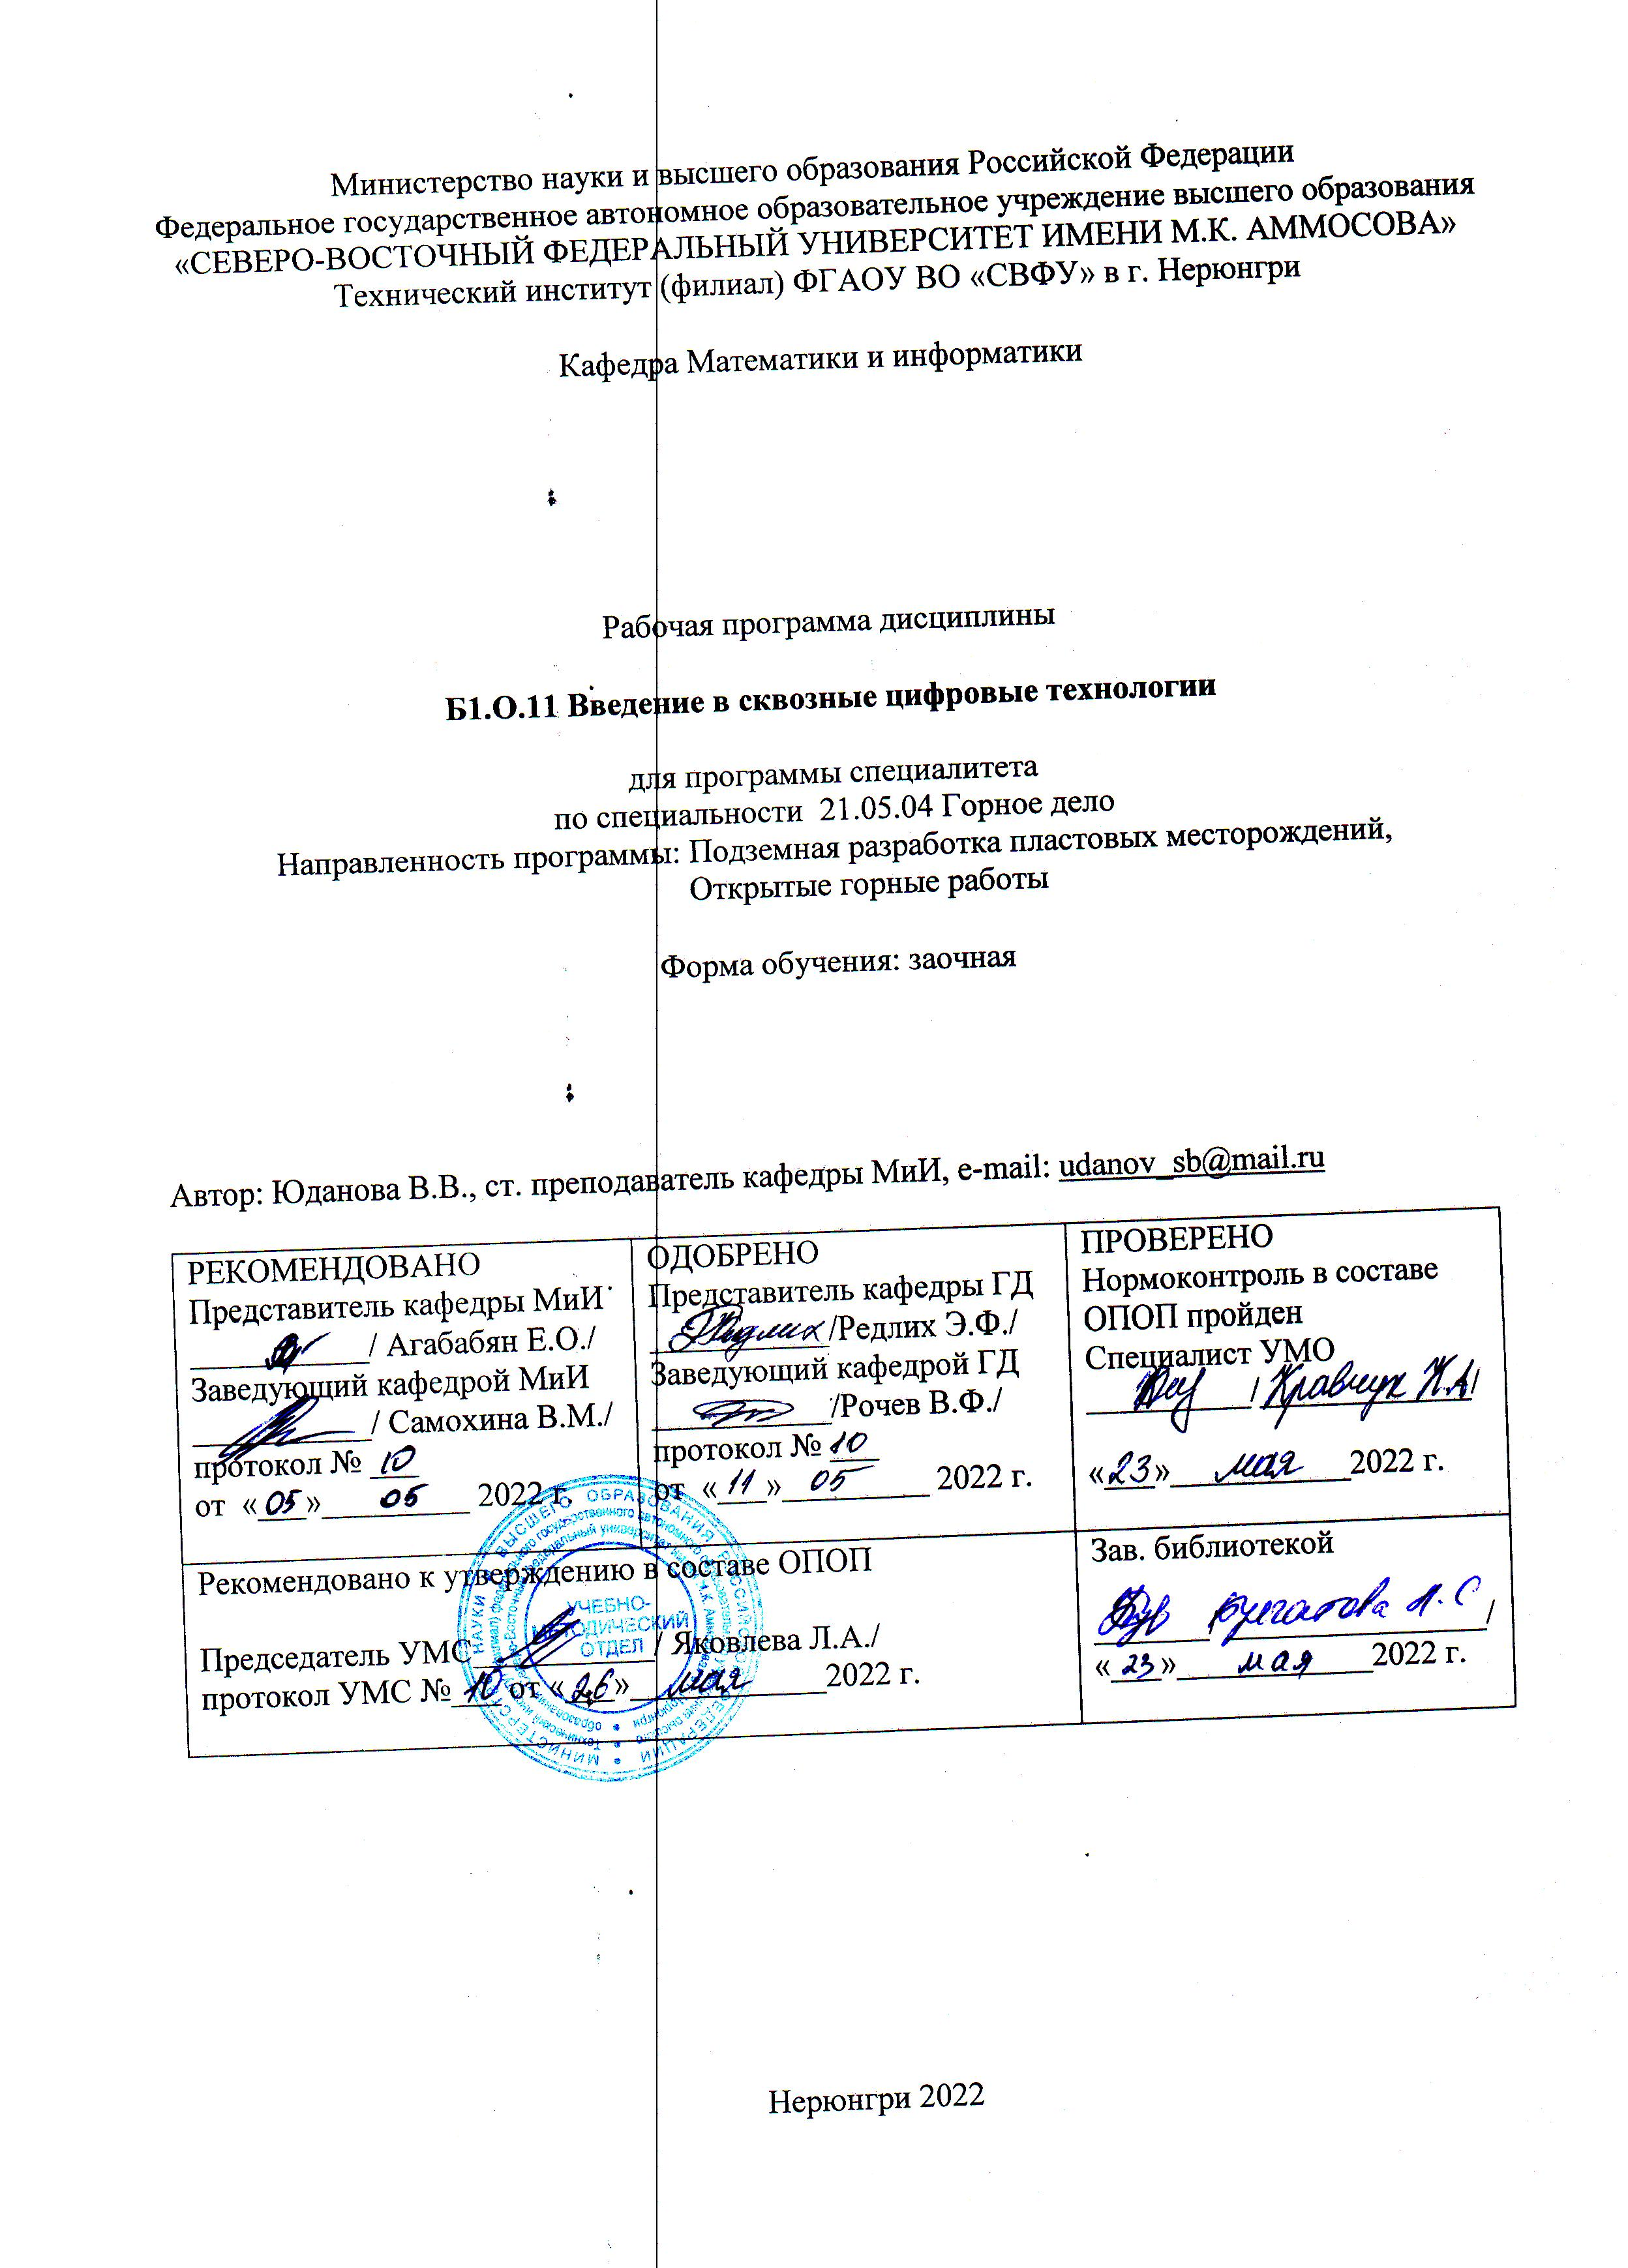 Министерство науки и высшего образования Российской Федерации
Федеральное государственное автономное образовательное учреждение высшего образования
«СЕВЕРО-ВОСТОЧНЫЙ ФЕДЕРАЛЬНЫЙ УНИВЕРСИТЕТ ИМЕНИ М.К. АММОСОВА»
Технический институт (филиал) ФГАОУ ВО «СВФУ» в г. Нерюнгри
Кафедра Математики и информатики
Рабочая программа дисциплины
Б1.О.11 Введение в сквозные цифровые технологии
для программы специалитета
по специальности 21.05.04 Горное дело
Направленность программы: Подземная разработка пластовых месторождений,
Открытые горные работы
Форма обучения: заочная
Автор: Юданова В.В., ст. преподаватель кафедры МиИ, e-mail: udanov_sb@mail.ru
РЕКОМЕНДОВАНО
Представитель кафедры МиИ
/ Агабабян Е.О./
Заведующий кафедрой МиИ
/ Самохина В.М./
протокол № 10
от «05» 05 2022 г.
ОДОБРЕНО
Представитель кафедры ГД
/Редлих Э.Ф./
Заведующий кафедрой ГД
/Рочев В.Ф./
протокол № 10
от «11» 05 2022 г.
ПРОВЕРЕНО
Нормоконтроль в составе
ОПОП пройден
Специалист УМО
/ Кравчук Н.А/
«23» мая 2022 г.
Рекомендовано к утверждению в составе ОПОП
Председатель УМС / Яковлева Л.А./
протокол УМС № 10 от «26» мая 2022 г.
УЧЕБНО-
МЕТОДИЧЕСКИЙ
ОТДЕЛ
Зав. библиотекой
/
«23» мая 2022 г.
Нерюнгри 2022